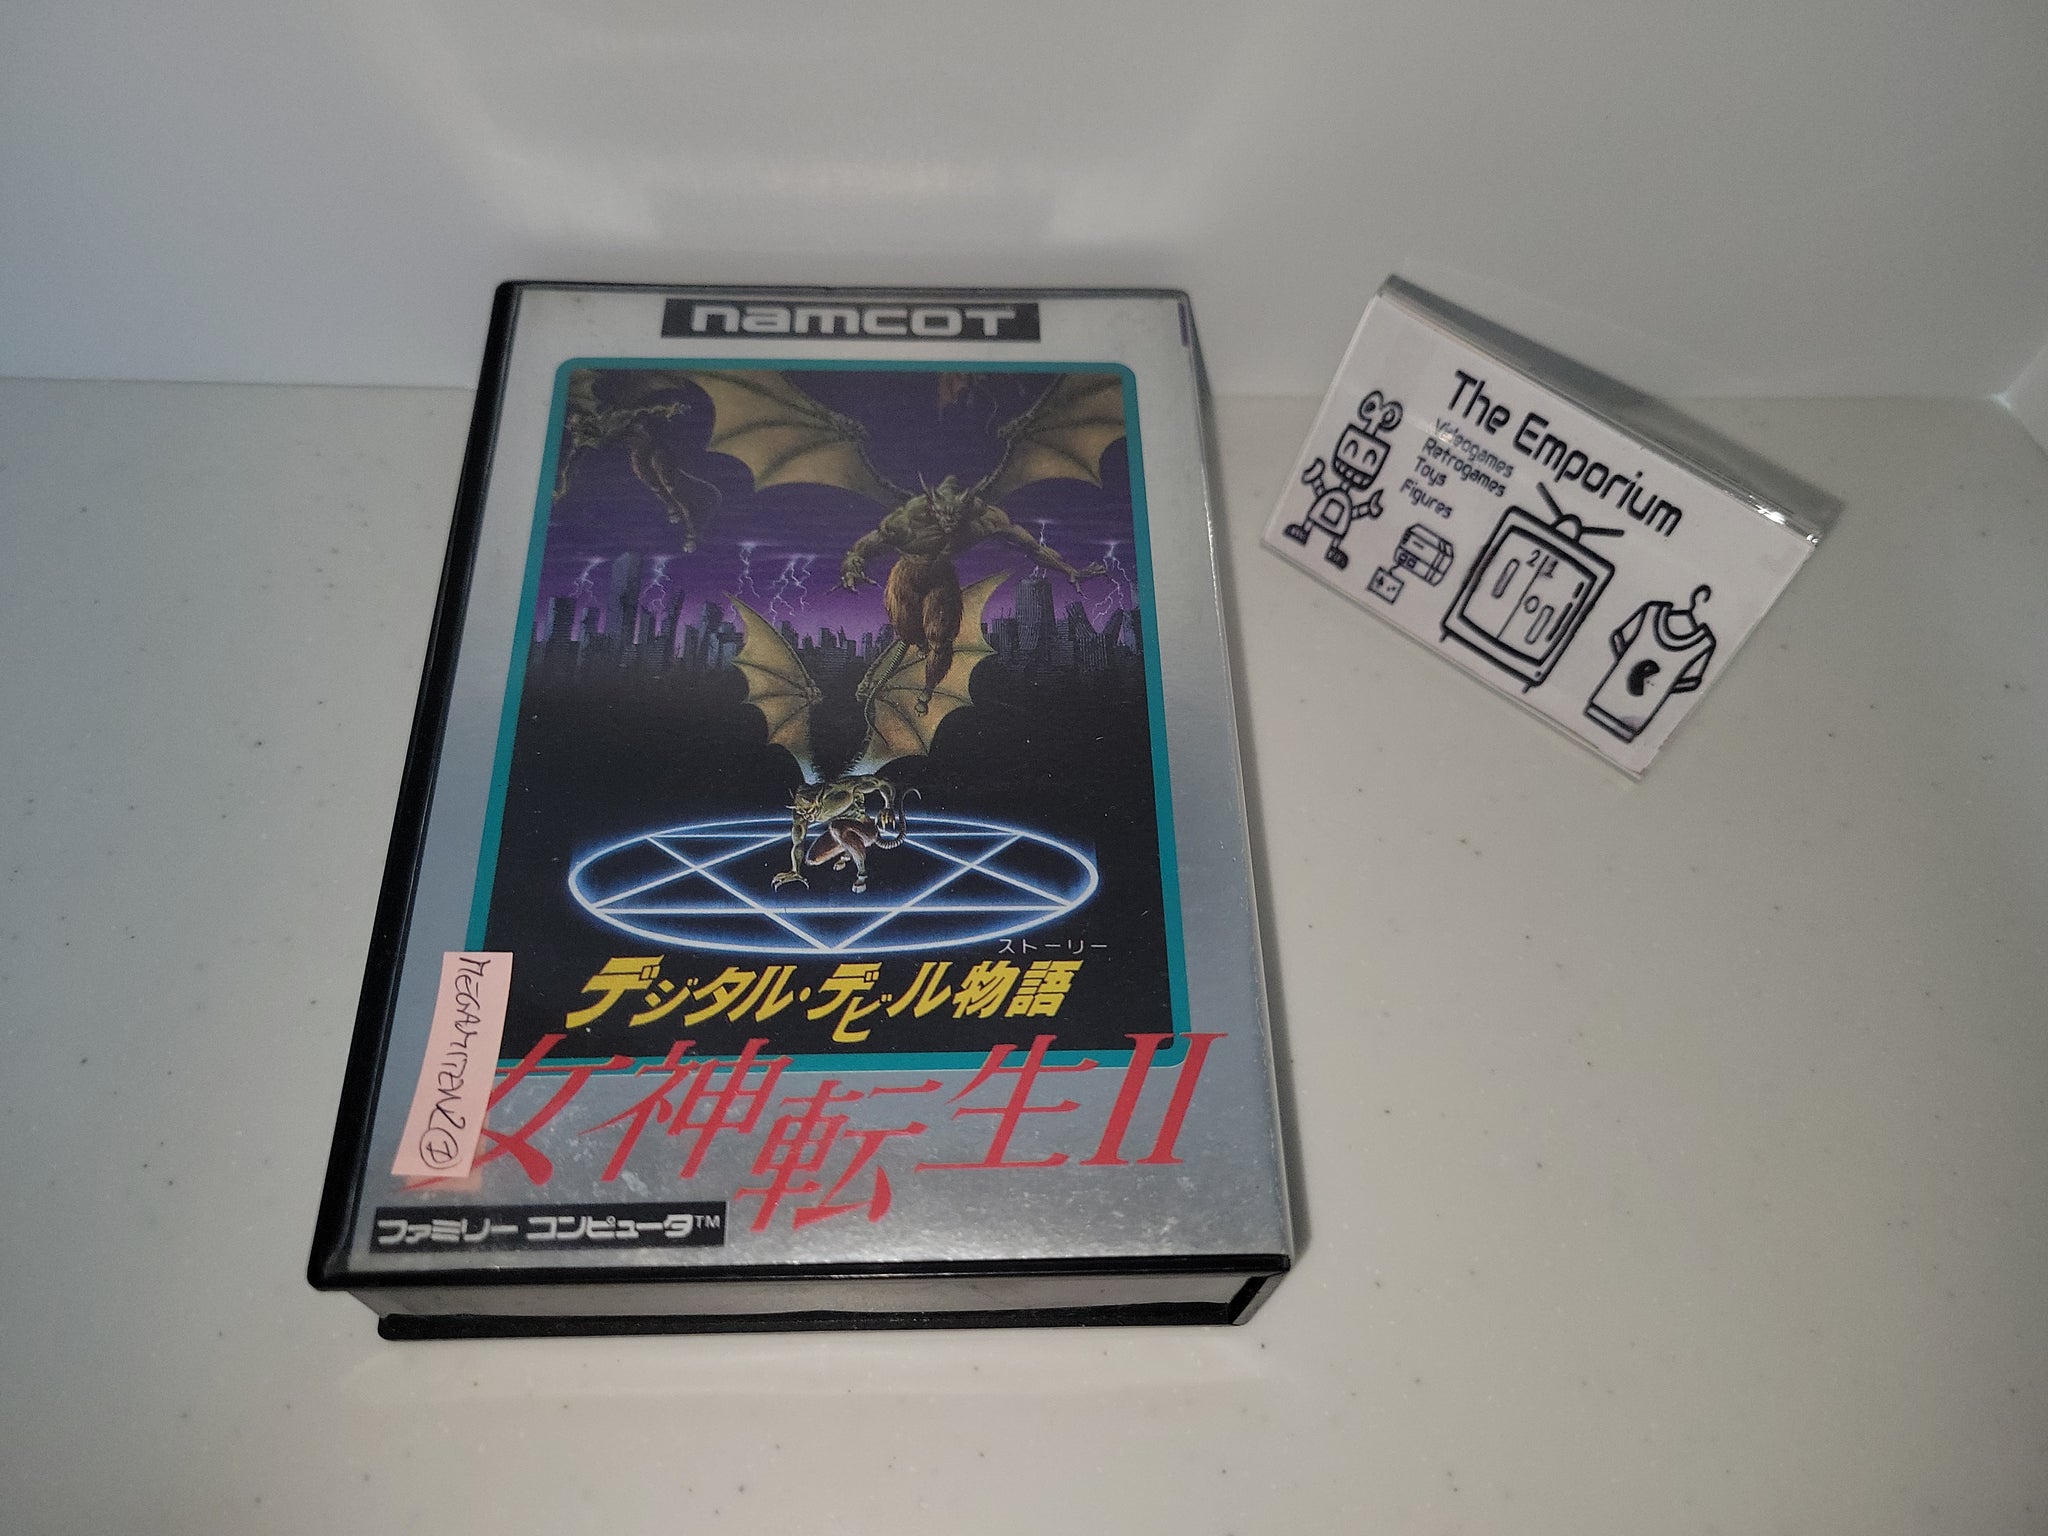 namcot
ストーリー
デジタル・デビル物語
女神転生II
ファミリー コンピュータ™
MEGAMITEN2
The Emporium
Videogames
Retrogames
Toys
Figures
2 1